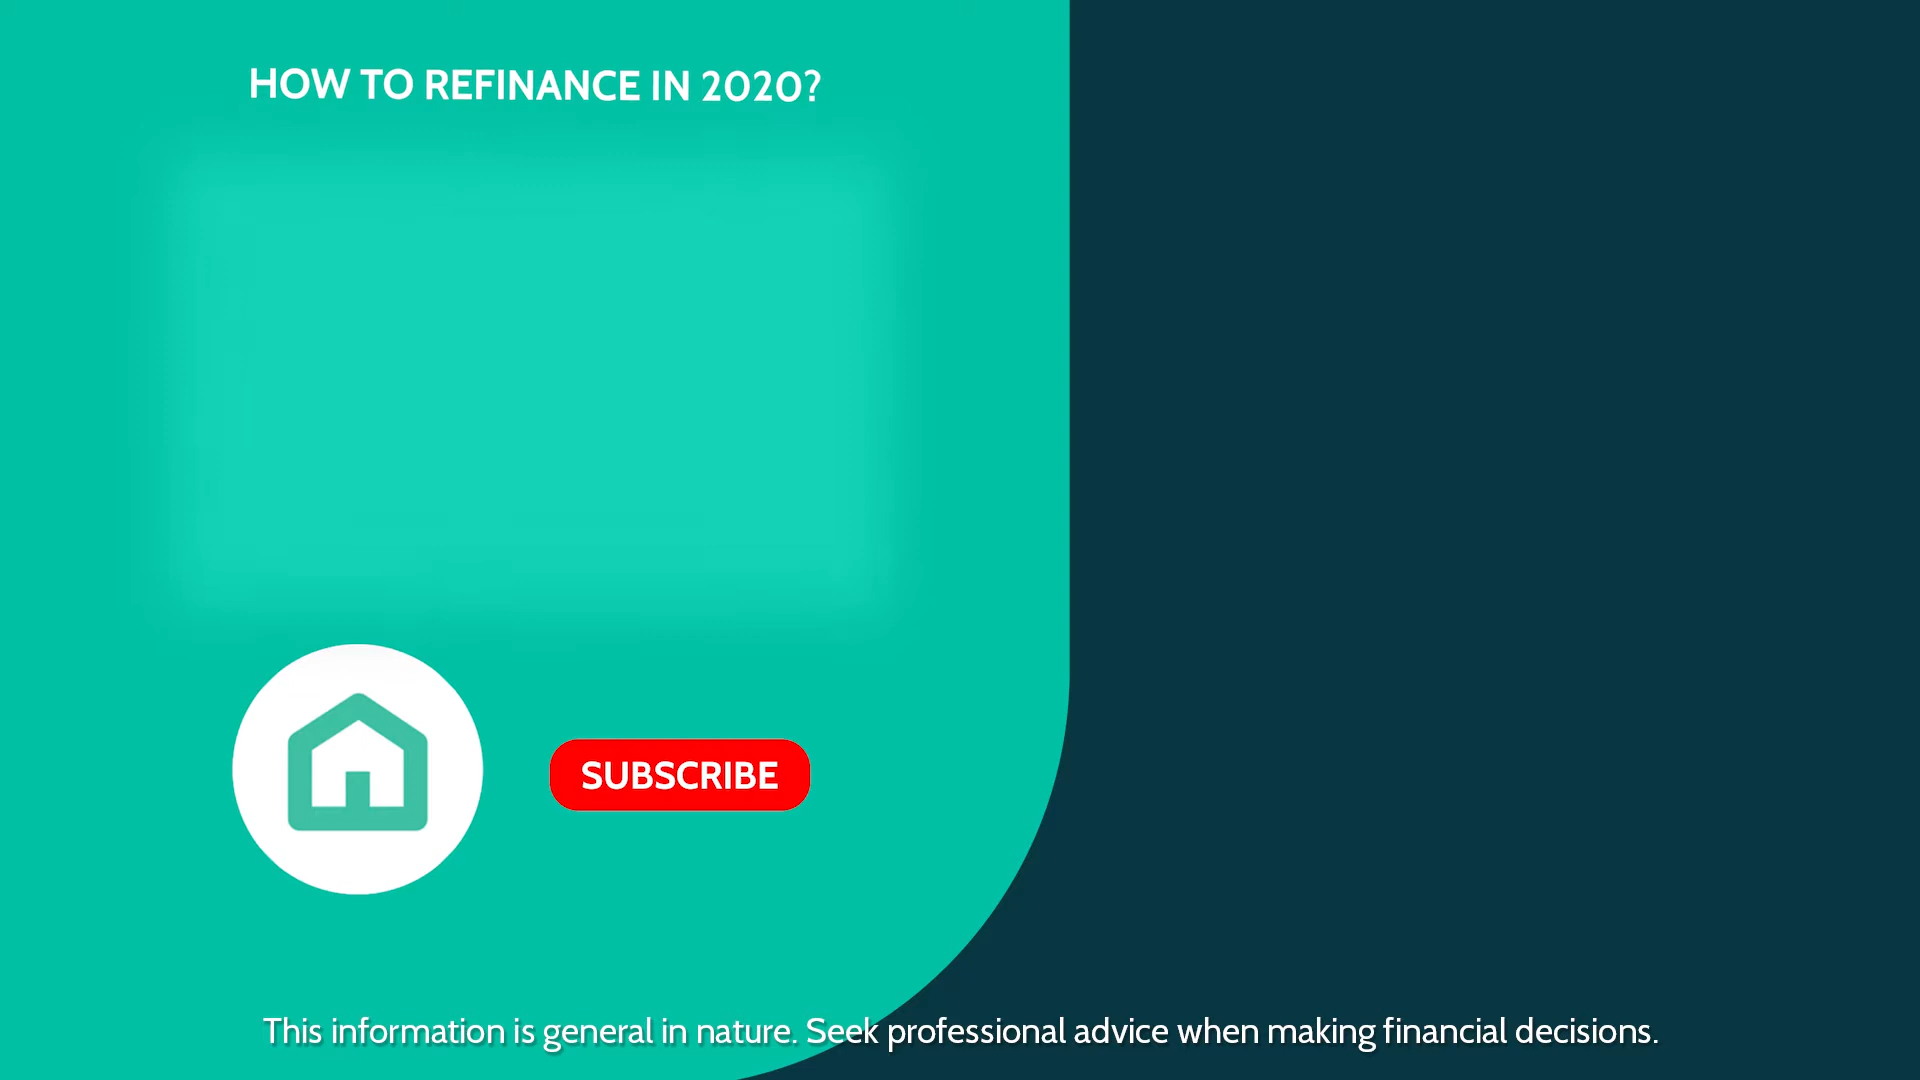 HOW TO REFINANCE IN 2020?
SUBSCRIBE
This information is general in nature. Seek professional advice when making financial decisions.